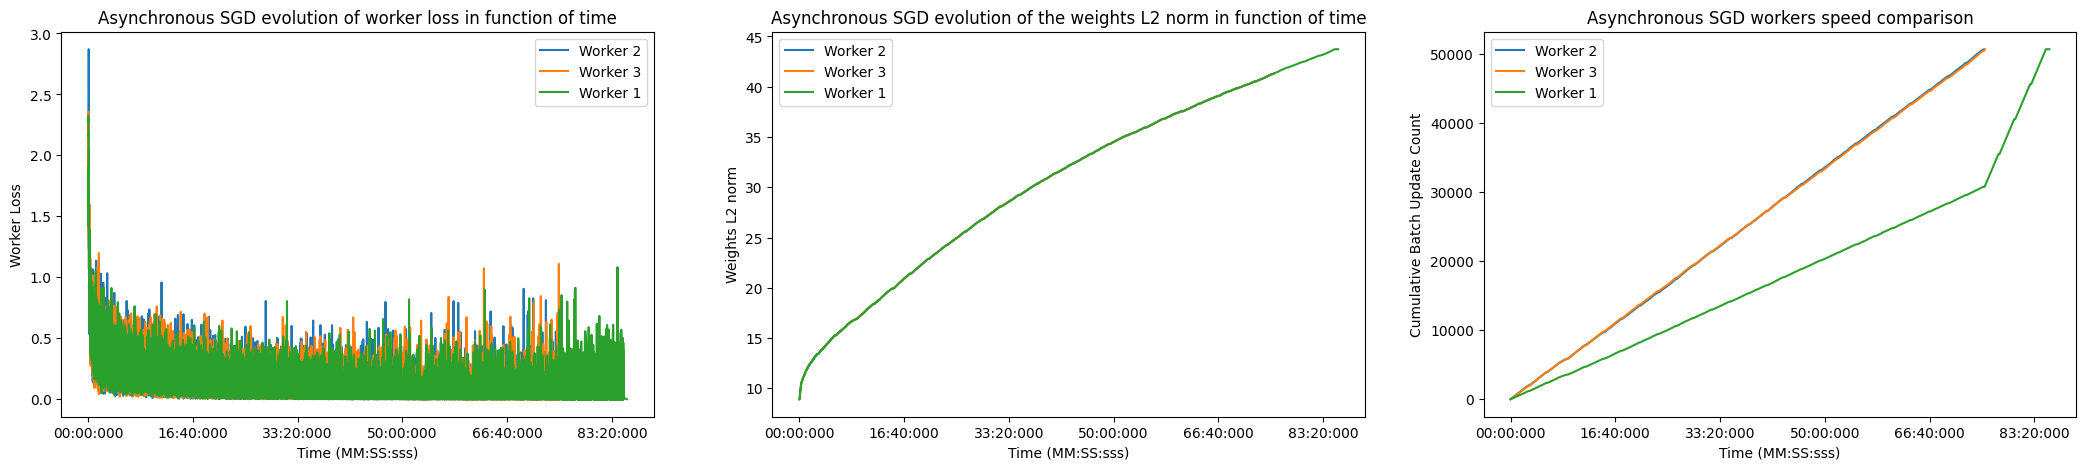 Asynchronous SGD evolution of worker loss in function of time
Worker Loss
3.0
2.5
2.0
1.5
1.0
0.5
0.0
Worker 2
Worker 3
Worker 1
00:00:000 16:40:000 33:20:000 50:00:000 66:40:000 83:20:000
Time (MM:SS:sss)
Asynchronous SGD evolution of the weights L2 norm in function of time
Weights L2 norm
45
40
35
30
25
20
15
10
Worker 2
Worker 3
Worker 1
00:00:000 16:40:000 33:20:000 50:00:000 66:40:000 83:20:000
Time (MM:SS:sss)
Asynchronous SGD workers speed comparison
Cumulative Batch Update Count
50000
40000
30000
20000
10000
0
Worker 2
Worker 3
Worker 1
00:00:000 16:40:000 33:20:000 50:00:000 66:40:000 83:20:000
Time (MM:SS:sss)